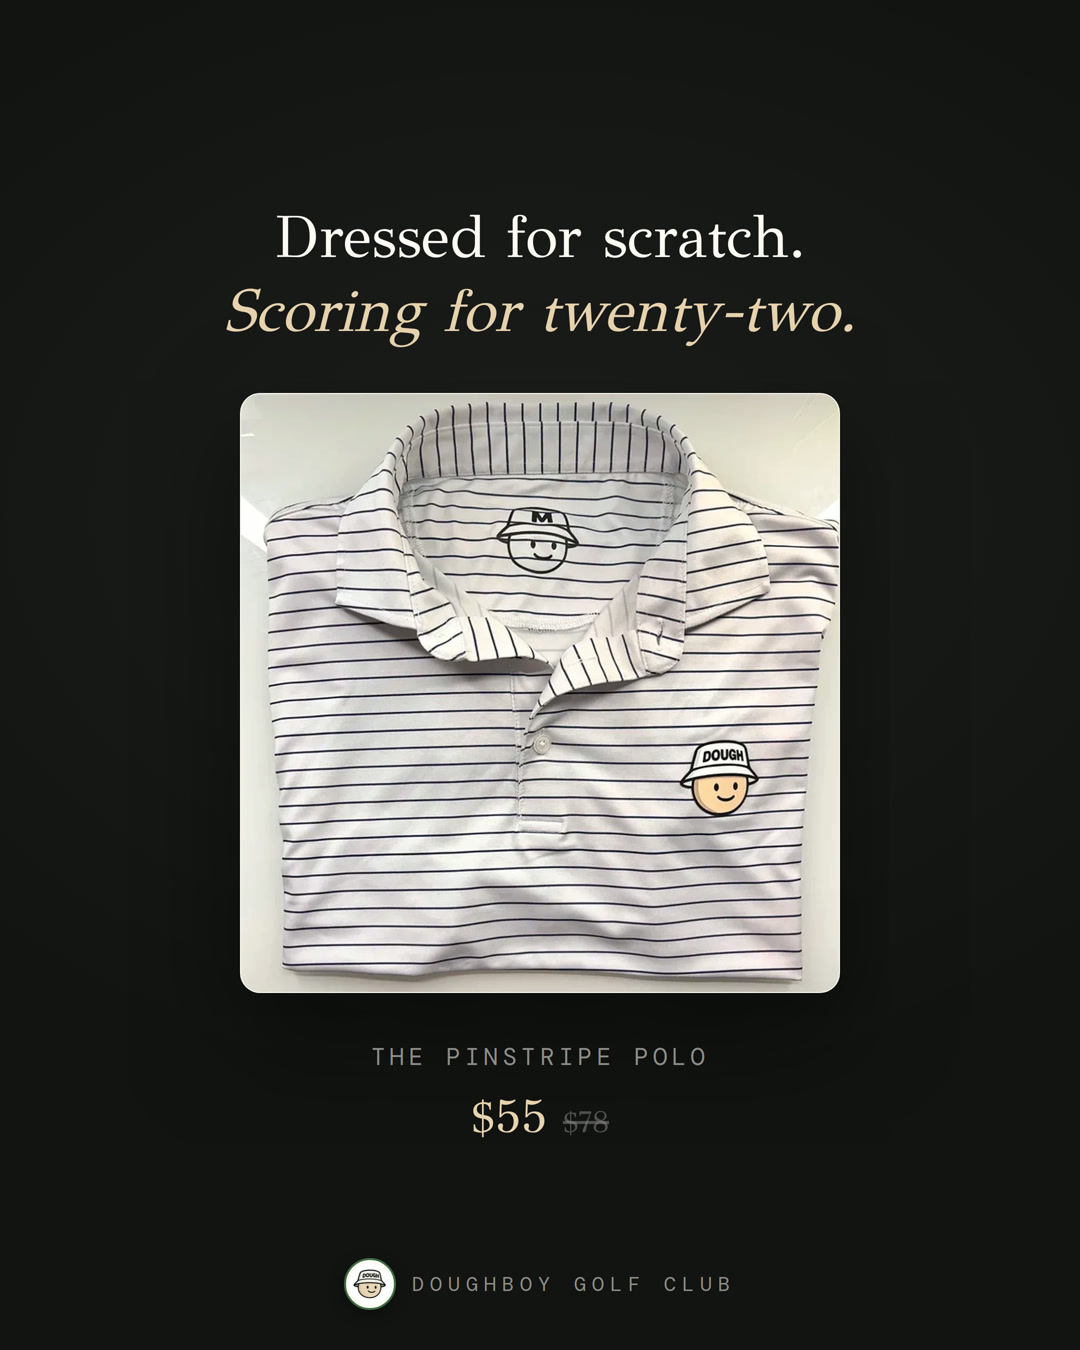 Dressed for scratch.
Scoring for twenty-two.
M
DOUGH
THE PINSTRIPE POLO
$55 $78
DOUGH
DOUGHBOY GOLF CLUB